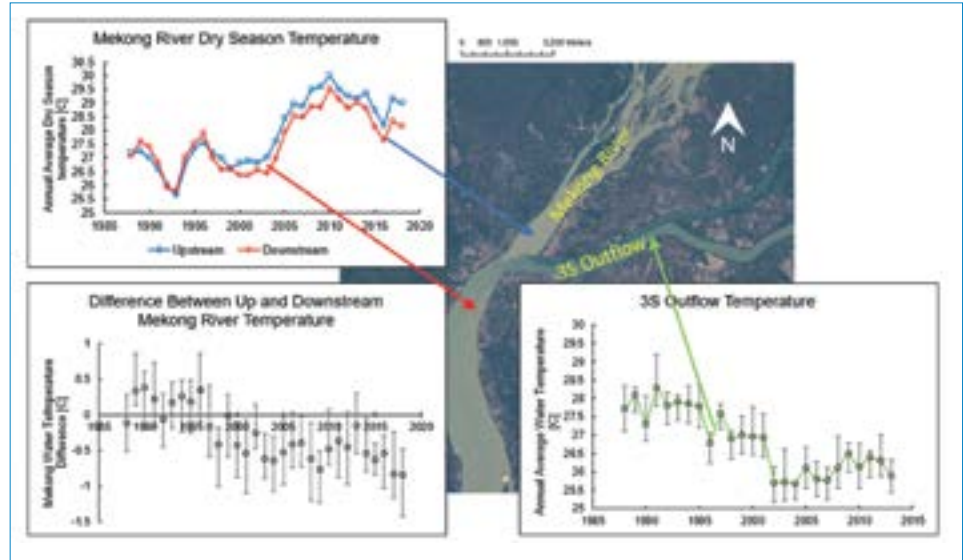 Mekong River Dry Season Temperature
Annual Average Dry Season
temperature [C]
30.5
30
29.5
29
28.5
28
27.5
27
26.5
26
25.5
25
1985 1990 1995 2000 2005 2010 2015 2020
Upstream Downstream
Mekong River
3S Outflow
N
Difference Between Up and Downstream
Mekong River Temperature
Mekong Water Temperature
Difference [C]
1
0.5
0
-0.5
-1
-1.5
1985 1990 1995 2000 2005 2010 2015 2020
3S Outflow Temperature
Annual Average Water Temperature
[C]
30
29.5
29
28.5
28
27.5
27
26.5
26
25.5
25
1985 1990 1995 2000 2005 2010 2015